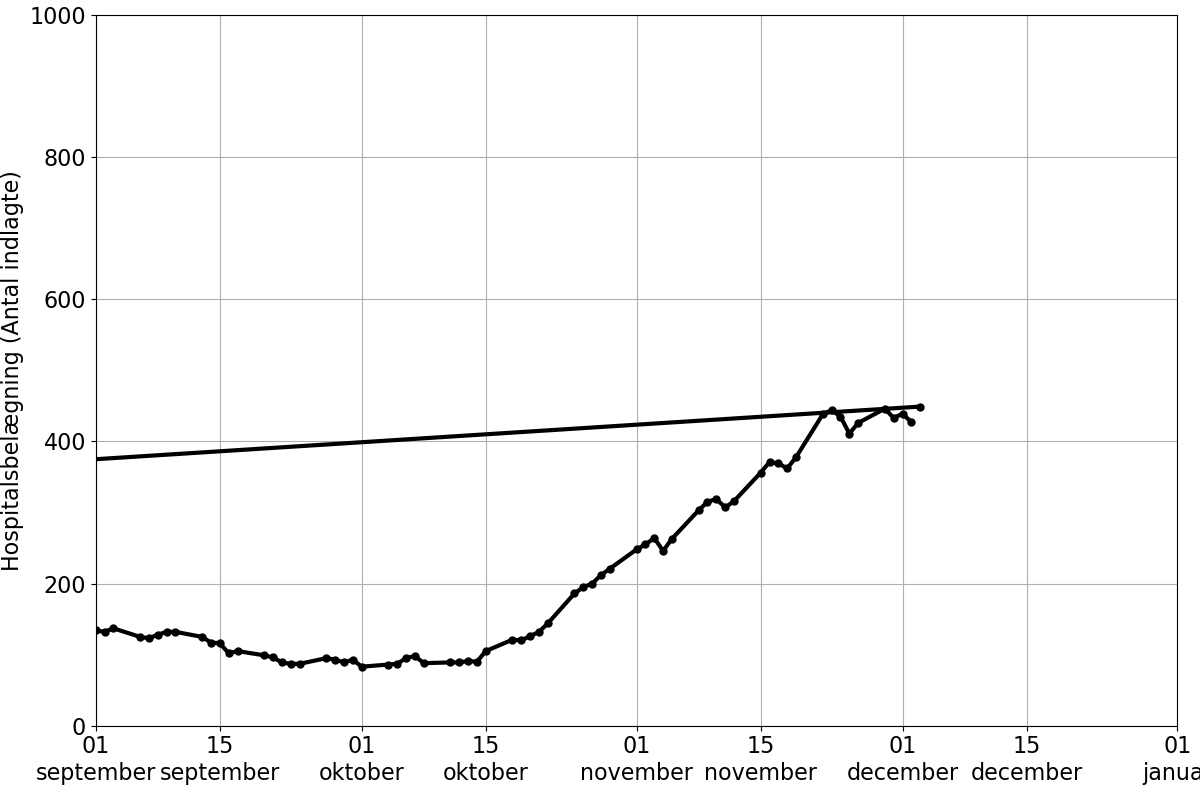 Hospitalsbelægning (Antal indlagte)
1000
800
600
400
200
0
01 september
15 september
01 oktober
15 oktober
01 november
15 november
01 december
15 december
01 janua